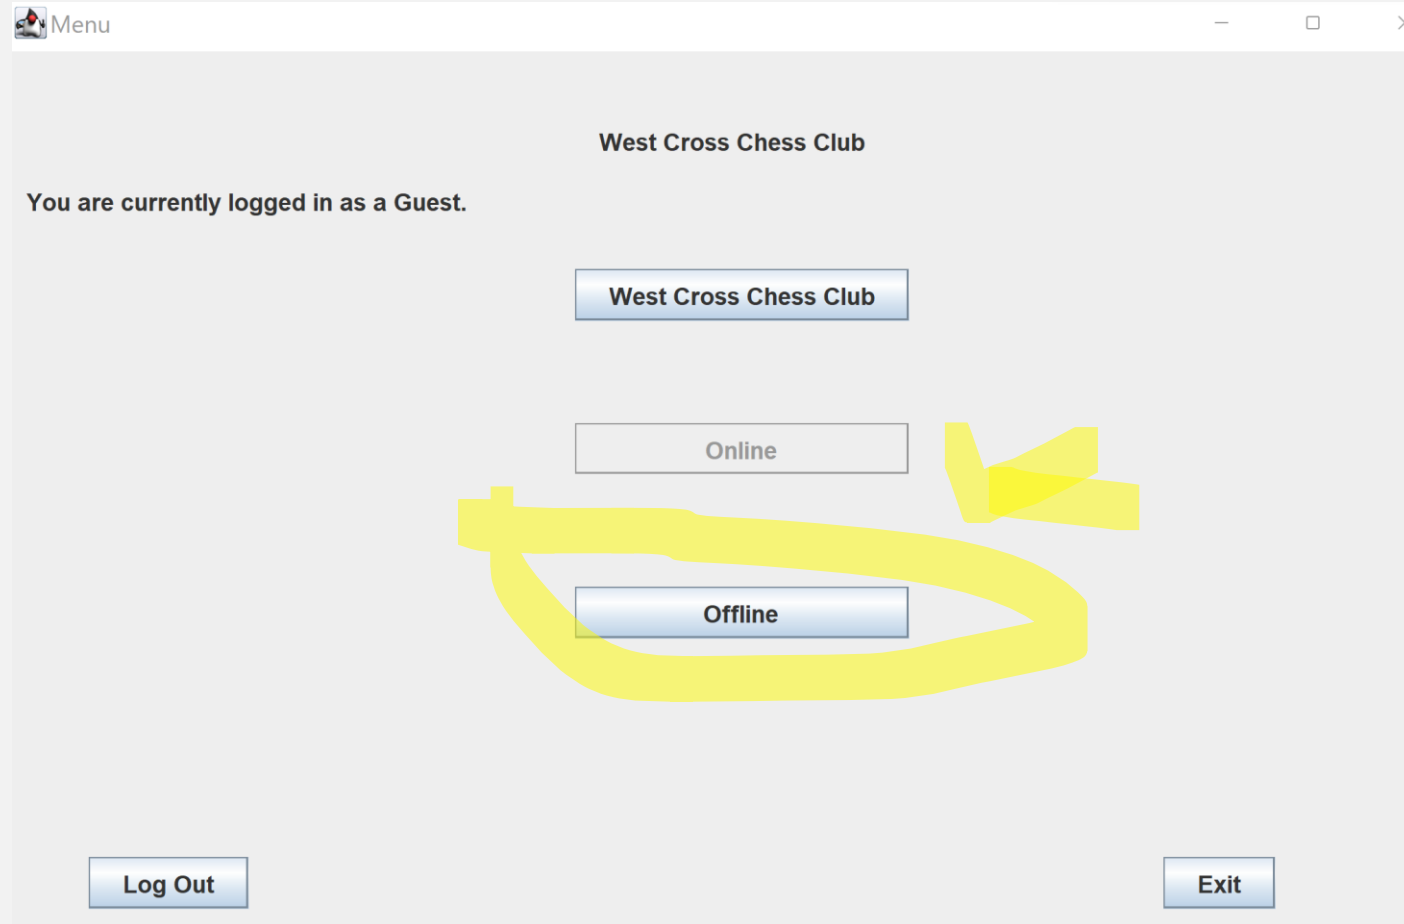 Menu
West Cross Chess Club
You are currently logged in as a Guest.
West Cross Chess Club
Online
Offline
Log Out
Exit